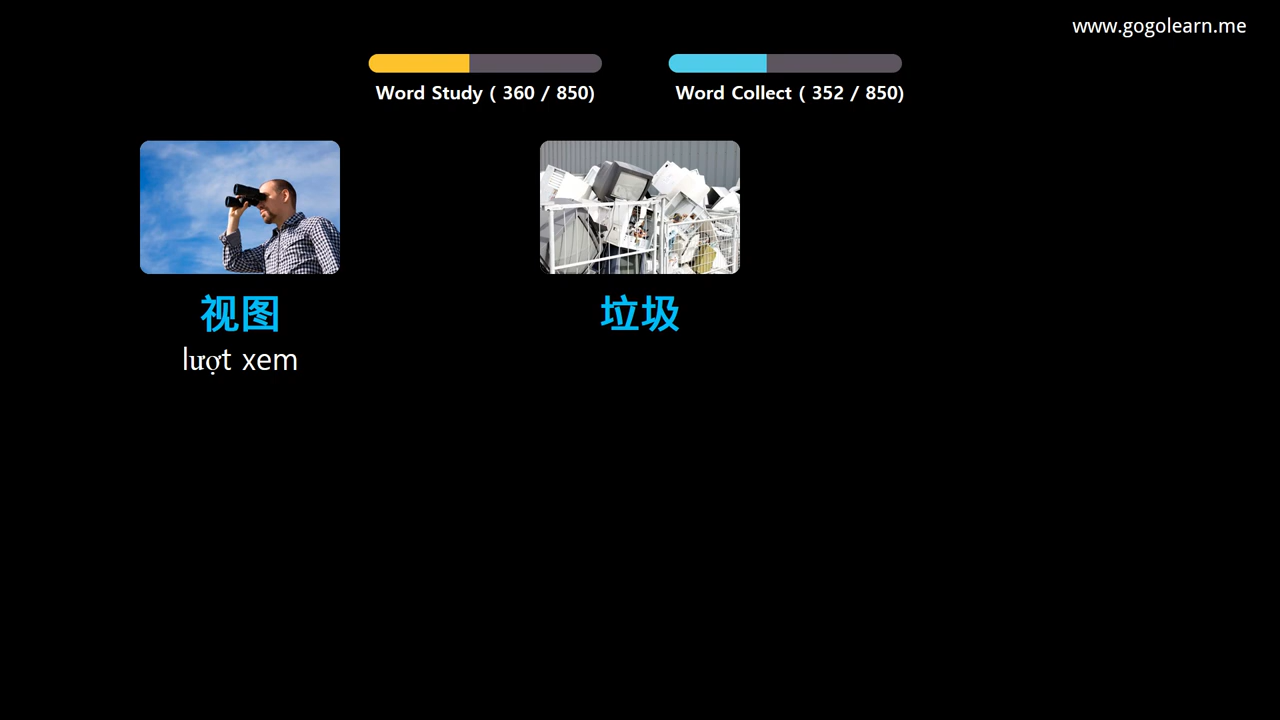 www.gogolearn.me
Word Study ( 360 / 850)
Word Collect ( 352 / 850)
视图
垃圾
lượt xem